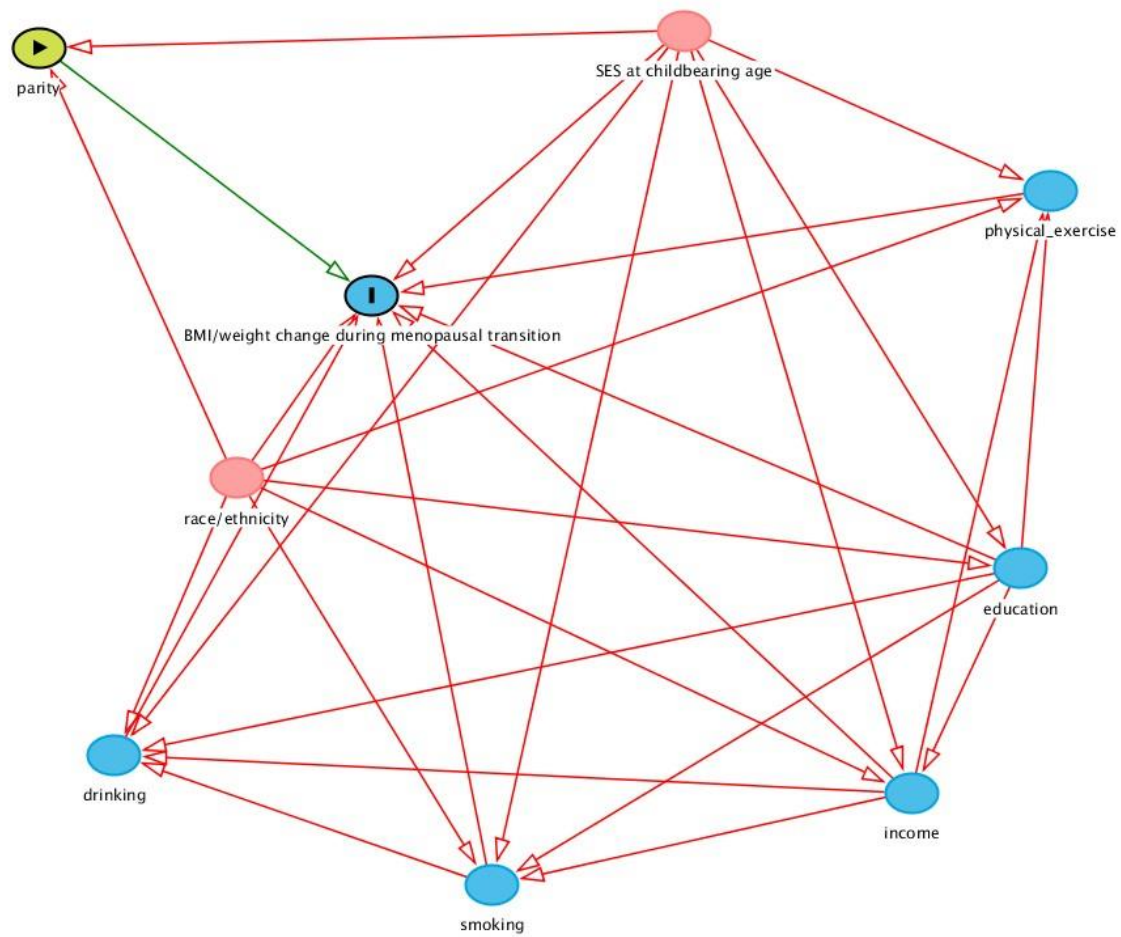 SES at childbearing age
parity
physical_exercise
BMI/weight change during menopausal transition
race/ethnicity
education
drinking
income
smoking